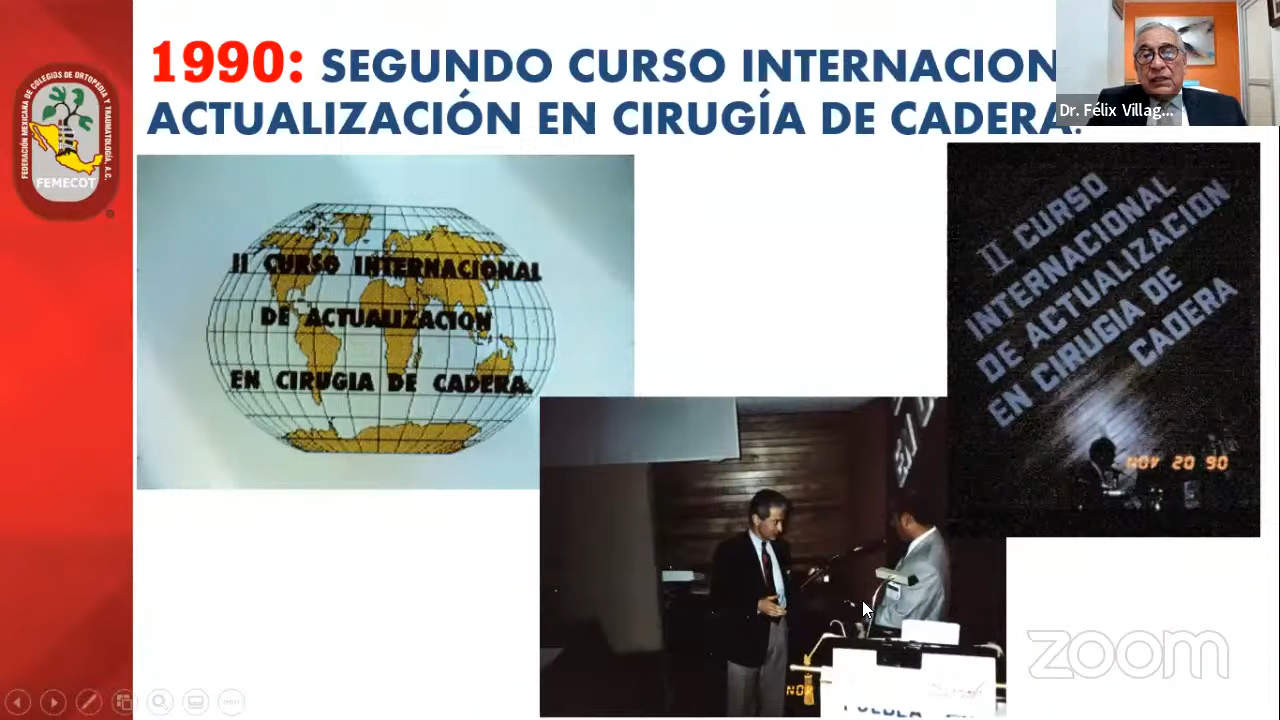 1990: SEGUNDO CURSO INTERNACION
ACTUALIZACIÓN EN CIRUGÍA DE CADERA.
Dr. Félix Villag...
FEDERACIÓN MEXICANA DE COLEGIOS DE ORTOPEDIA Y TRAUMATOLOGÍA, A.C.
FEMECOT
II CURSO INTERNACIONAL
DE ACTUALIZACION
EN CIRUGIA DE CADERA.
II CURSO
INTERNACIONAL
DE ACTUALIZACION
EN CIRUGIA DE
CADERA
NOV 20 90
NOV
PUEBLA
zoom